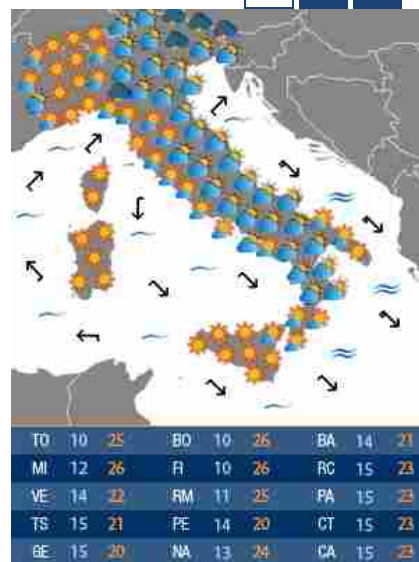 TO 10 25 BO 10 26 BA 14 21
MI 12 26 FI 10 26 RC 15 23
VE 14 22 RM 11 25 PA 15 23
TS 15 21 PE 14 20 CT 15 23
GE 15 20 NA 13 24 CA 15 23